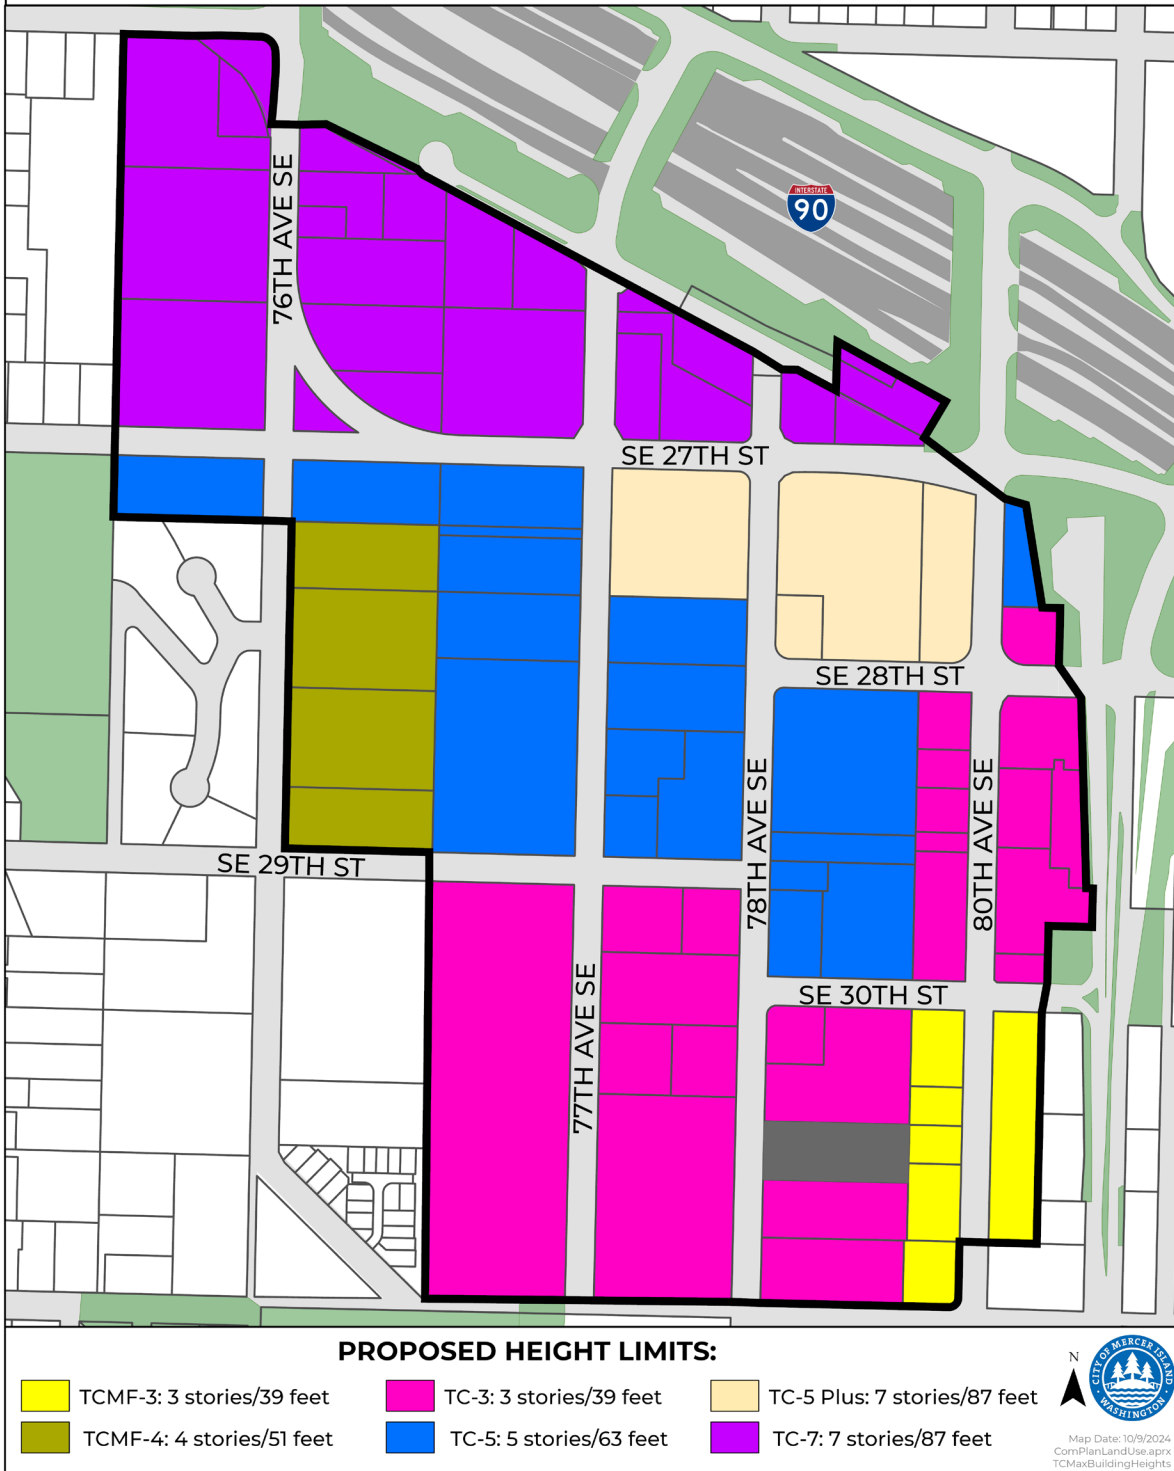 INTERSTATE
90
76TH AVE SE
SE 27TH ST
SE 28TH ST
78TH AVE SE
80TH AVE SE
SE 29TH ST
77TH AVE SE
SE 30TH ST
PROPOSED HEIGHT LIMITS:
TCMF-3: 3 stories/39 feet
TC-3: 3 stories/39 feet
TC-5 Plus: 7 stories/87 feet
TCMF-4: 4 stories/51 feet
TC-5: 5 stories/63 feet
TC-7: 7 stories/87 feet
N
CITY OF MERCER ISLAND
WASHINGTON
Map Date: 10/9/2024
ComPlanLandUse.aprx
TCMaxBuildingHeights